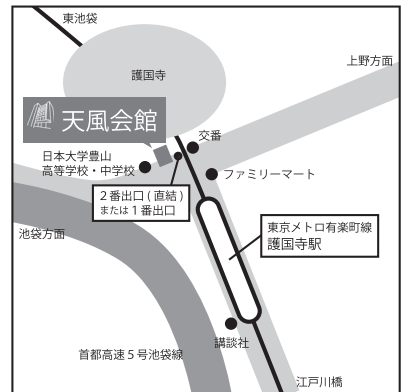 東池袋
護国寺
上野方面
天風会館
交番
日本大学豊山
高等学校・中学校
ファミリーマート
2番出口(直結)
または1番出口
東京メトロ有楽町線
護国寺駅
池袋方面
講談社
首都高速5号池袋線
江戸川橋